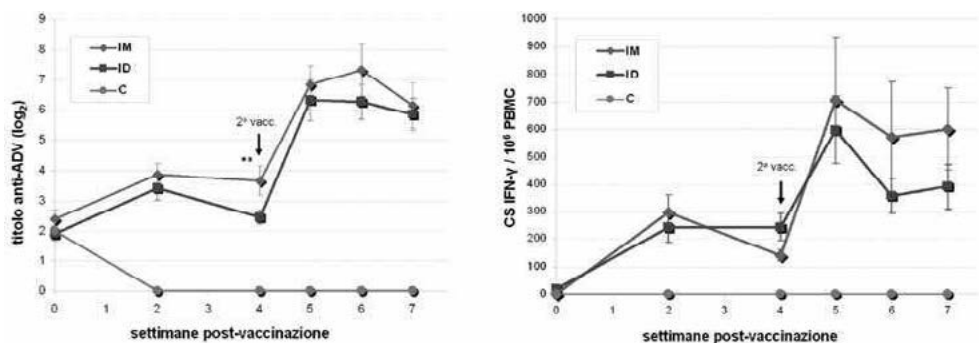 9
8
7
6
5
4
3
2
1
0
titolo anti-ADV (log₂)
IM
ID
C
2ª vacc.
**
0 1 2 3 4 5 6 7
settimane post-vaccinazione
1000
900
800
700
600
500
400
300
200
100
0
CS IFN-γ / 10⁶ PBMC
IM
ID
C
2ª vacc.
0 1 2 3 4 5 6 7
settimane post-vaccinazione